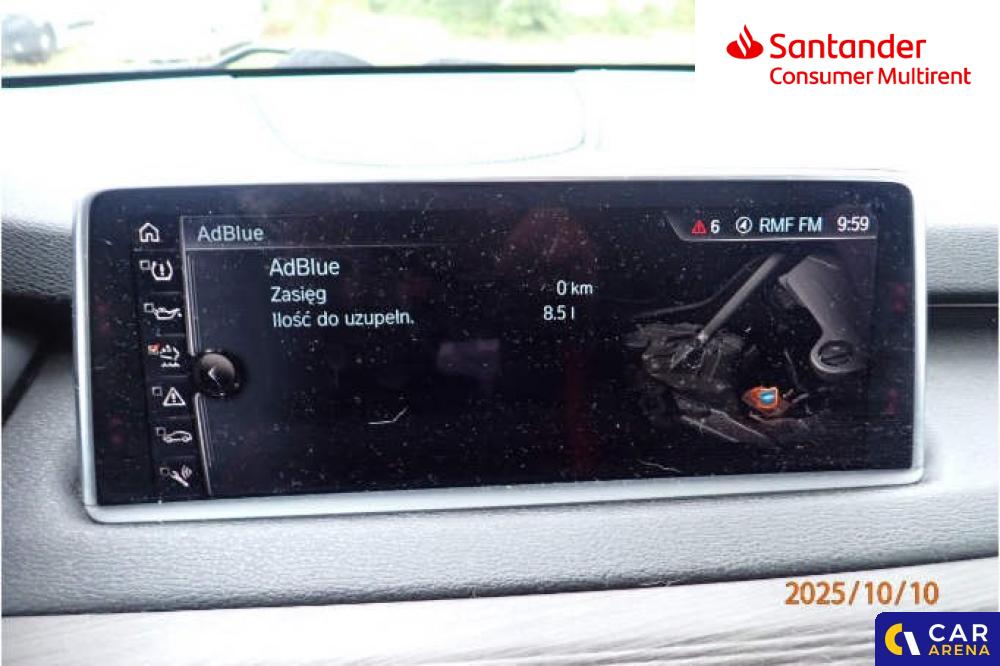 Santander
Consumer Multirent
6 RMF FM 9:59
AdBlue
AdBlue
Zasięg 0 km
Ilość do uzupełn. 8.5 l
2025/10/10
CAR
ARENA